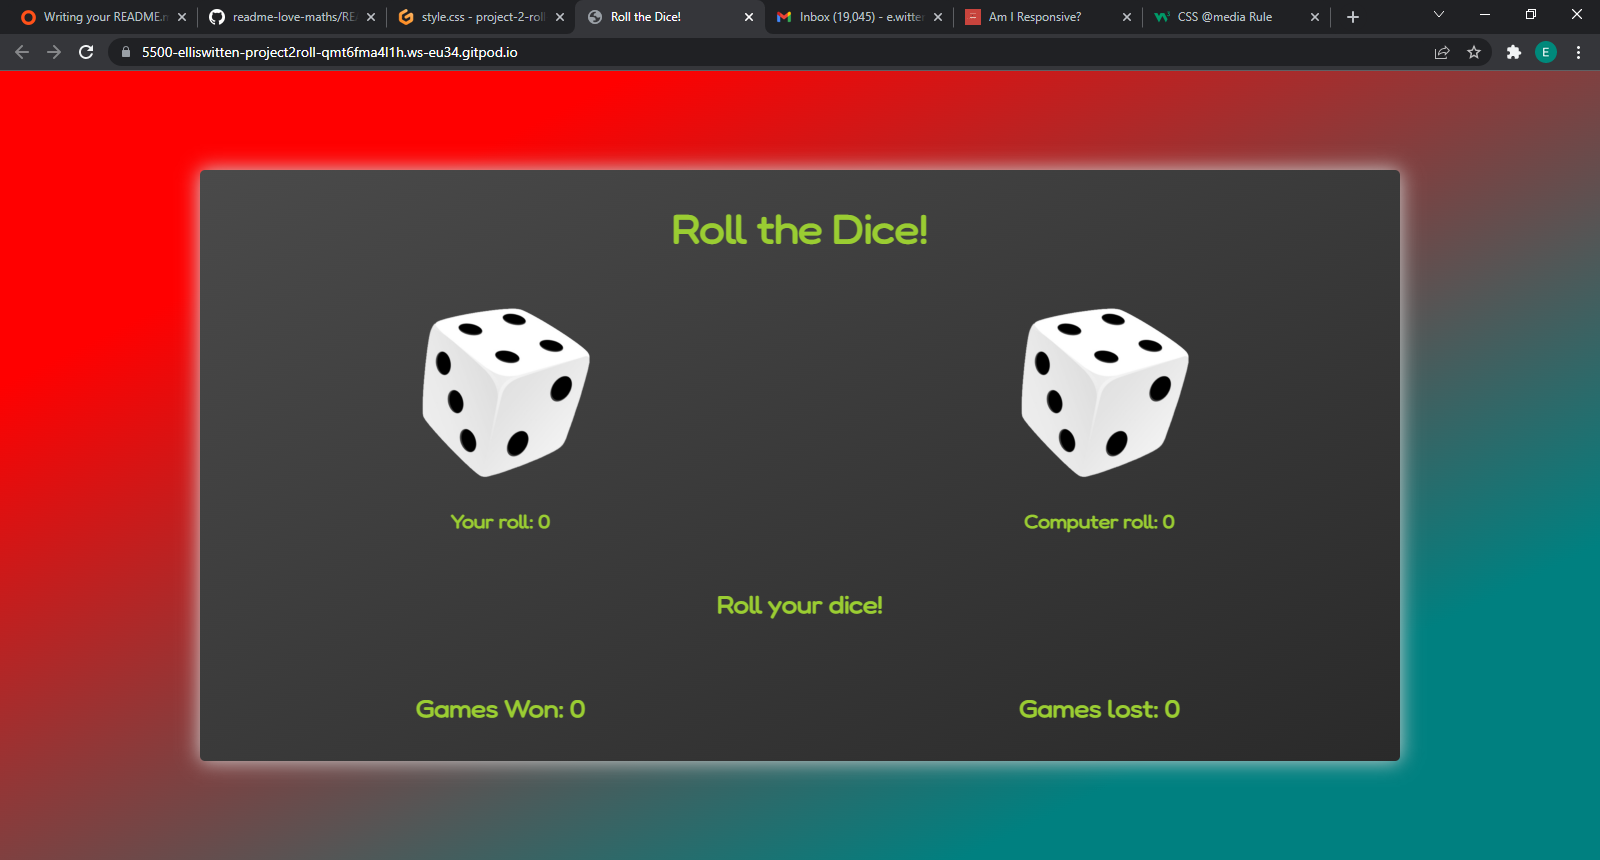 Writing your README.m
readme-love-maths/REA
style.css - project-2-roll
Roll the Dice!
Inbox (19,045) - e.witten
Am I Responsive?
CSS @media Rule
5500-elliswitten-project2roll-qmt6fma4l1h.ws-eu34.gitpod.io
E
Roll the Dice!
Your roll: 0
Computer roll: 0
Roll your dice!
Games Won: 0
Games lost: 0